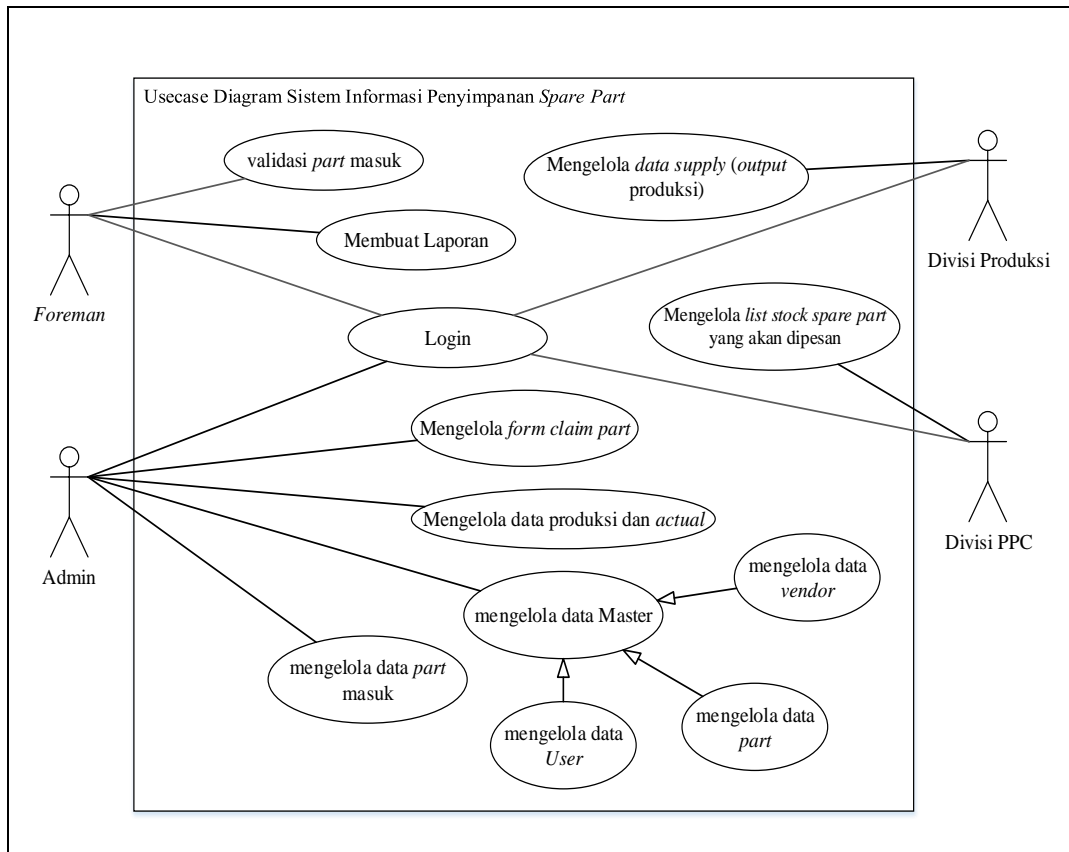 Usecase Diagram Sistem Informasi Penyimpanan Spare Part
validasi part masuk
Mengelola data supply (output
produksi)
Membuat Laporan
Foreman
Divisi Produksi
Login
Mengelola list stock spare part
yang akan dipesan
Mengelola form claim part
Mengelola data produksi dan actual
Admin
Divisi PPC
mengelola data
vendor
mengelola data Master
mengelola data part
masuk
mengelola data
User
mengelola data
part